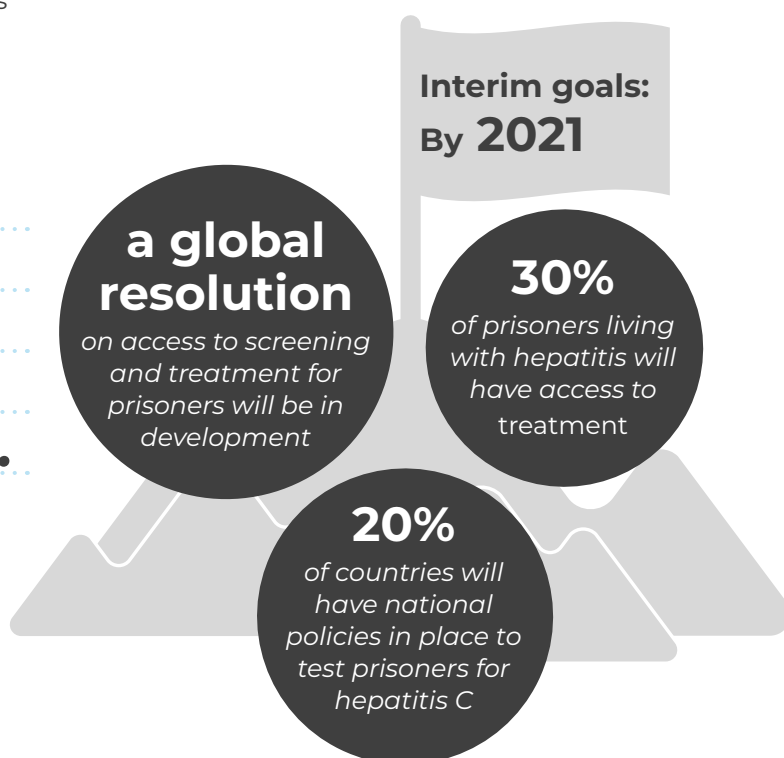 s
Interim goals:
By 2021
a global
resolution
on access to screening
and treatment for
prisoners will be in
development
30%
of prisoners living
with hepatitis will
have access to
treatment
20%
of countries will
have national
policies in place to
test prisoners for
hepatitis C